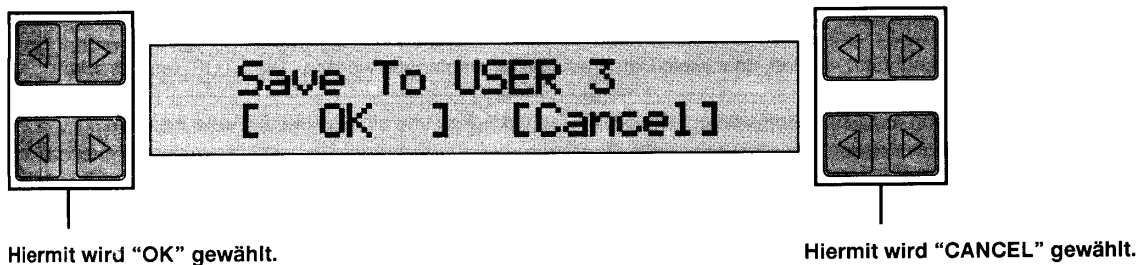 Save To USER 3
[ OK ] [Cancel]
Hiermit wird “OK” gewählt.
Hiermit wird “CANCEL” gewählt.